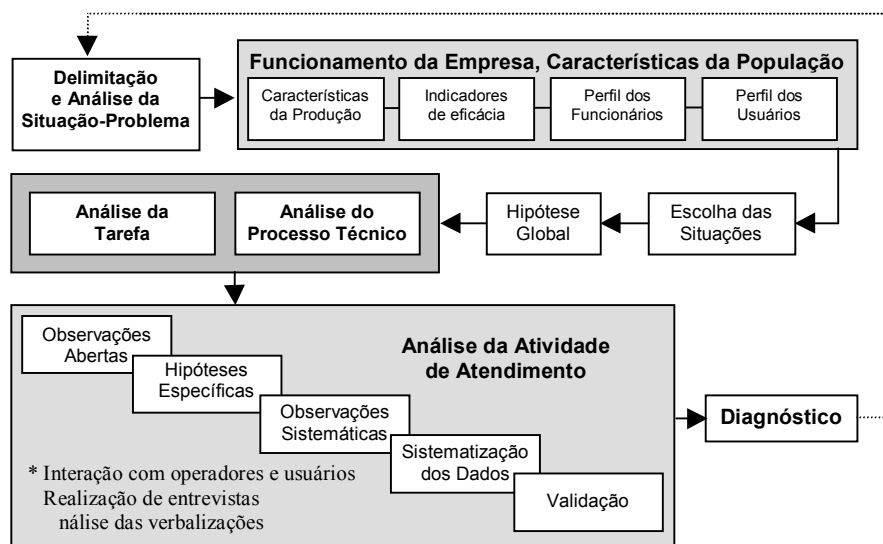 Delimitação
e Análise da
Situação-Problema
Funcionamento da Empresa, Características da População
Características
da Produção
Indicadores
de eficácia
Perfil dos
Funcionários
Perfil dos
Usuários
Análise da
Tarefa
Análise do
Processo Técnico
Hipótese
Global
Escolha das
Situações
Observações
Abertas
Hipóteses
Específicas
Observações
Sistemáticas
Sistematização
dos Dados
Validação
Análise da Atividade
de Atendimento
* Interação com operadores e usuários
Realização de entrevistas
nálise das verbalizações
Diagnóstico